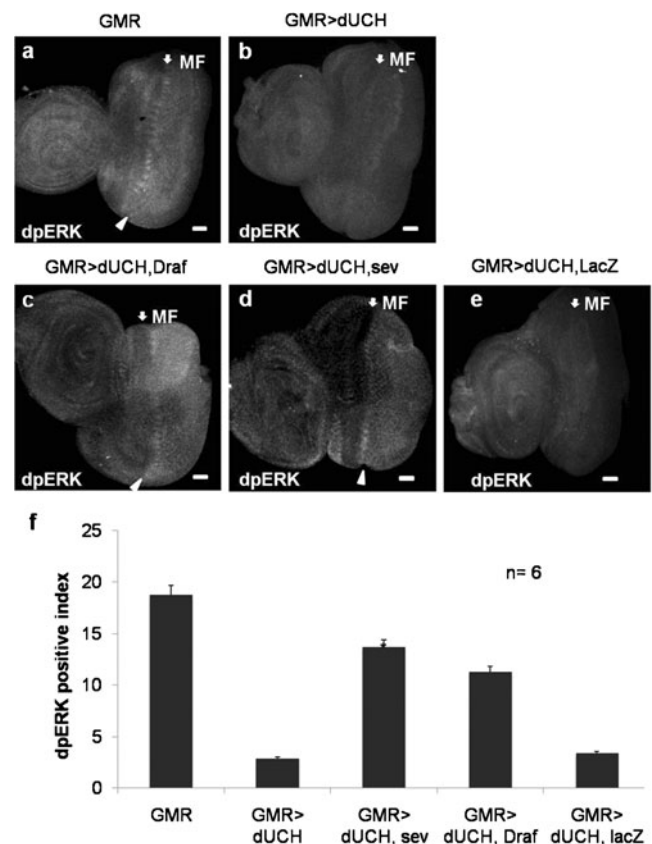 GMR GMR>dUCH
a MF b MF
dpERK dpERK
GMR>dUCH,Draf GMR>dUCH,sev GMR>dUCH,LacZ
c MF d MF e MF
dpERK dpERK dpERK
f
dpERK positive index
25
20
15
10
5
0
n= 6
GMR GMR> GMR> GMR> GMR>
dUCH dUCH, sev dUCH, Draf dUCH, lacZ